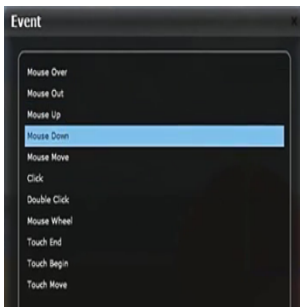 Event
Mouse Over
Mouse Out
Mouse Up
Mouse Down
Mouse Move
Click
Double Click
Mouse Wheel
Touch End
Touch Begin
Touch Move